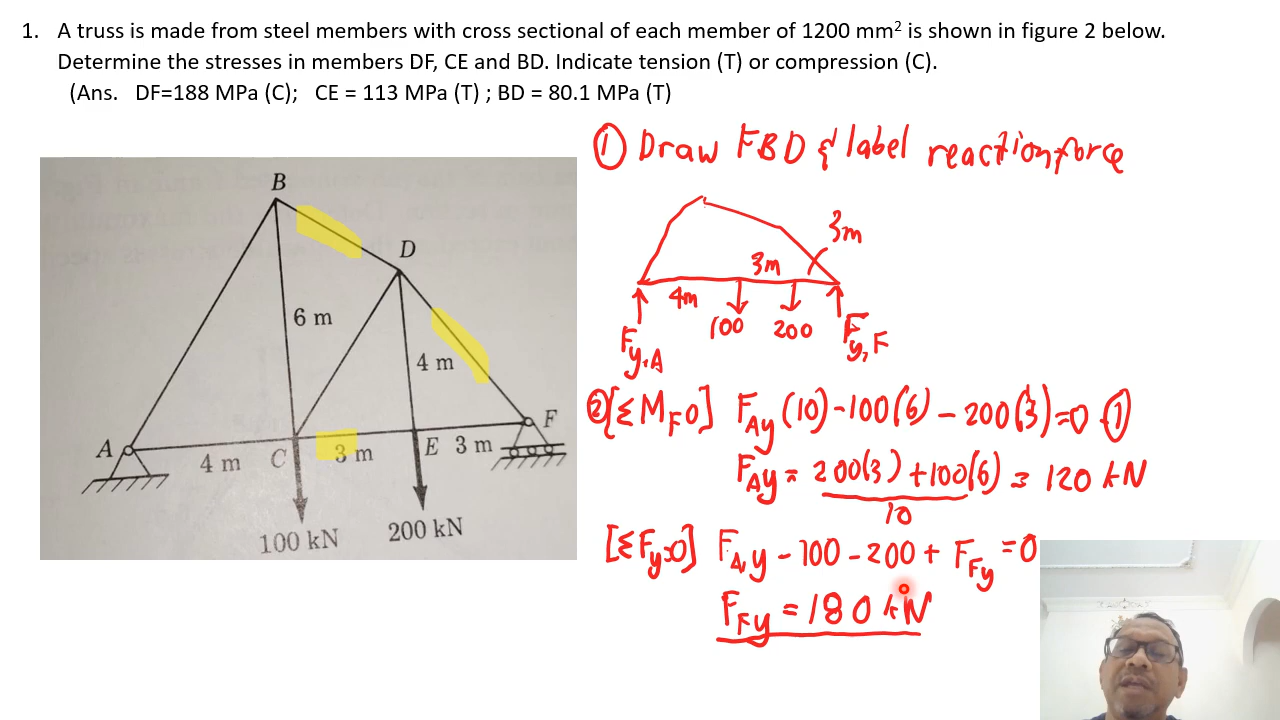 1. A truss is made from steel members with cross sectional of each member of 1200 mm² is shown in figure 2 below.
Determine the stresses in members DF, CE and BD. Indicate tension (T) or compression (C).
(Ans. DF=188 MPa (C); CE = 113 MPa (T) ; BD = 80.1 MPa (T)
① Draw FBD & label reaction force
B
D
6 m
4 m
A
4 m
C
3 m
E
3 m
F
100 kN
200 kN
3m
3m
4m
100
200
Fy,A
Fy,F
②[ΣMF0] FAy (10) -100(6) - 200(3)=0 ①
FAy = 200(3) +100(6) = 120 kN
10
[ΣFy=0] FAy - 100 - 200 + FFy = 0
FFy = 180 kN